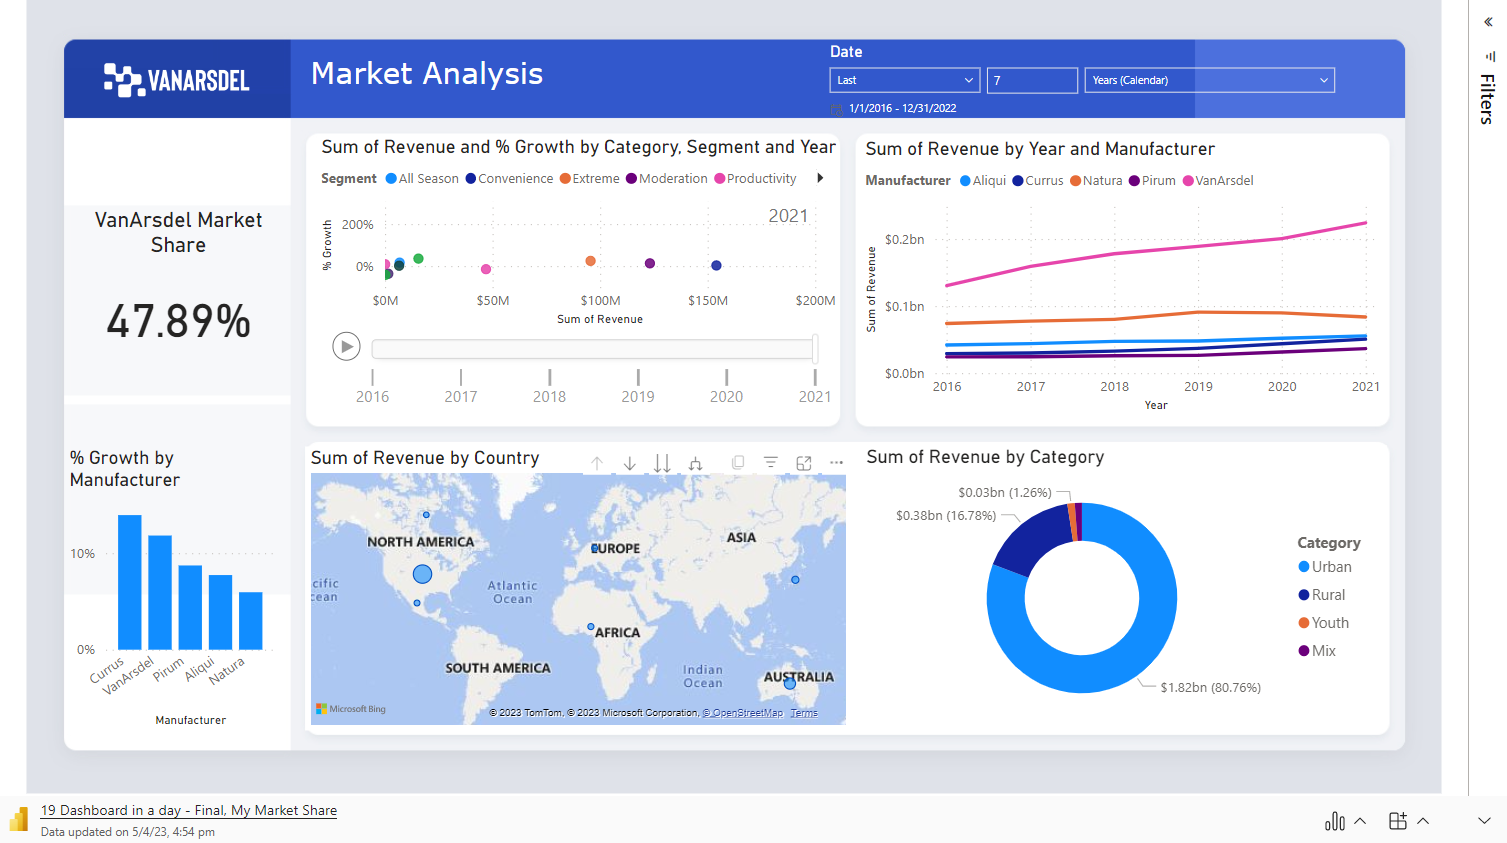 VANARSDEL
Market Analysis
Date
Last
7
Years (Calendar)
1/1/2016 - 12/31/2022
Filters
VanArsdel Market
Share
47.89%
% Growth by
Manufacturer
10%
0%
Currus
VanArsdel
Pirum
Aliqui
Natura
Manufacturer
Sum of Revenue and % Growth by Category, Segment and Year
Segment All Season Convenience Extreme Moderation Productivity
2021
% Growth
200%
0%
$0M $50M $100M $150M $200M
Sum of Revenue
2016 2017 2018 2019 2020 2021
Sum of Revenue by Year and Manufacturer
Manufacturer Aliqui Currus Natura Pirum VanArsdel
Sum of Revenue
$0.2bn
$0.1bn
$0.0bn
2016 2017 2018 2019 2020 2021
Year
Sum of Revenue by Country
NORTH AMERICA
EUROPE
ASIA
cific
cean
Atlantic
Ocean
AFRICA
SOUTH AMERICA
Indian
Ocean
AUSTRALIA
Microsoft Bing
© 2023 TomTom, © 2023 Microsoft Corporation, © OpenStreetMap Terms
Sum of Revenue by Category
$0.03bn (1.26%)
$0.38bn (16.78%)
$1.82bn (80.76%)
Category
Urban
Rural
Youth
Mix
19 Dashboard in a day - Final, My Market Share
Data updated on 5/4/23, 4:54 pm